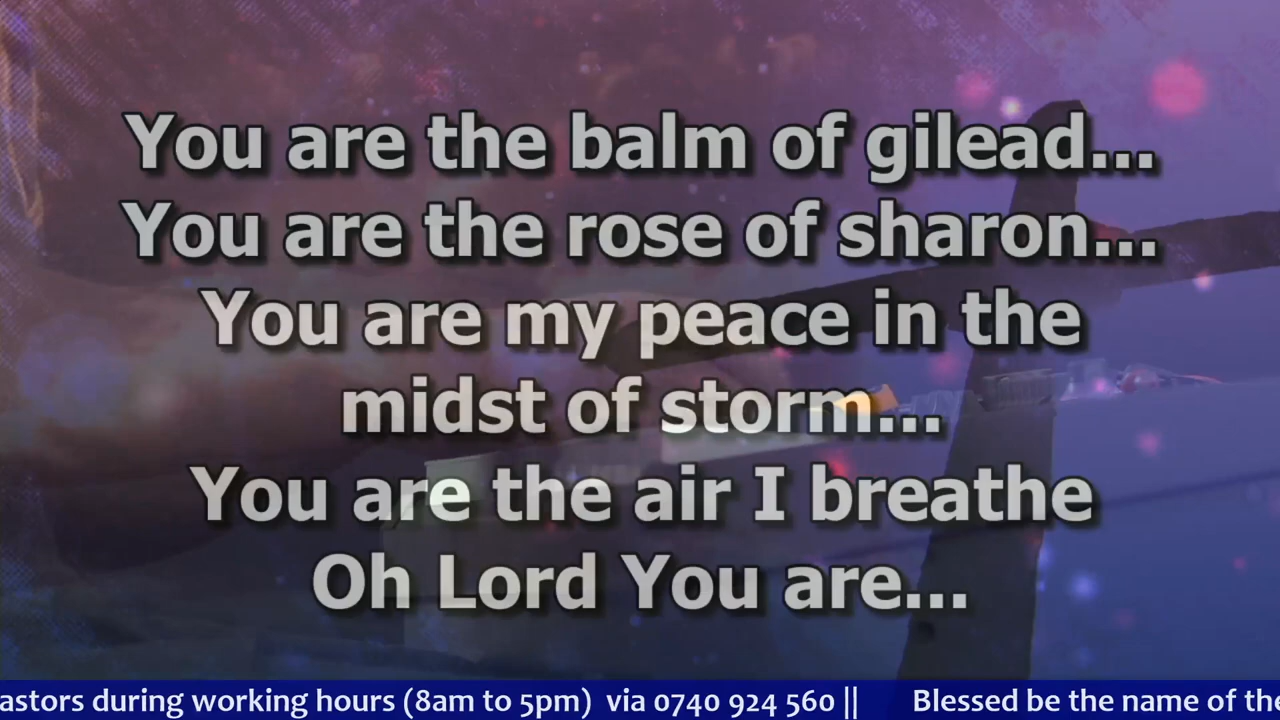 You are the balm of gilead...
You are the rose of sharon...
You are my peace in the
midst of storm...
You are the air I breathe
Oh Lord You are...
astors during working hours (8am to 5pm) via 0740 924 560 || Blessed be the name of the